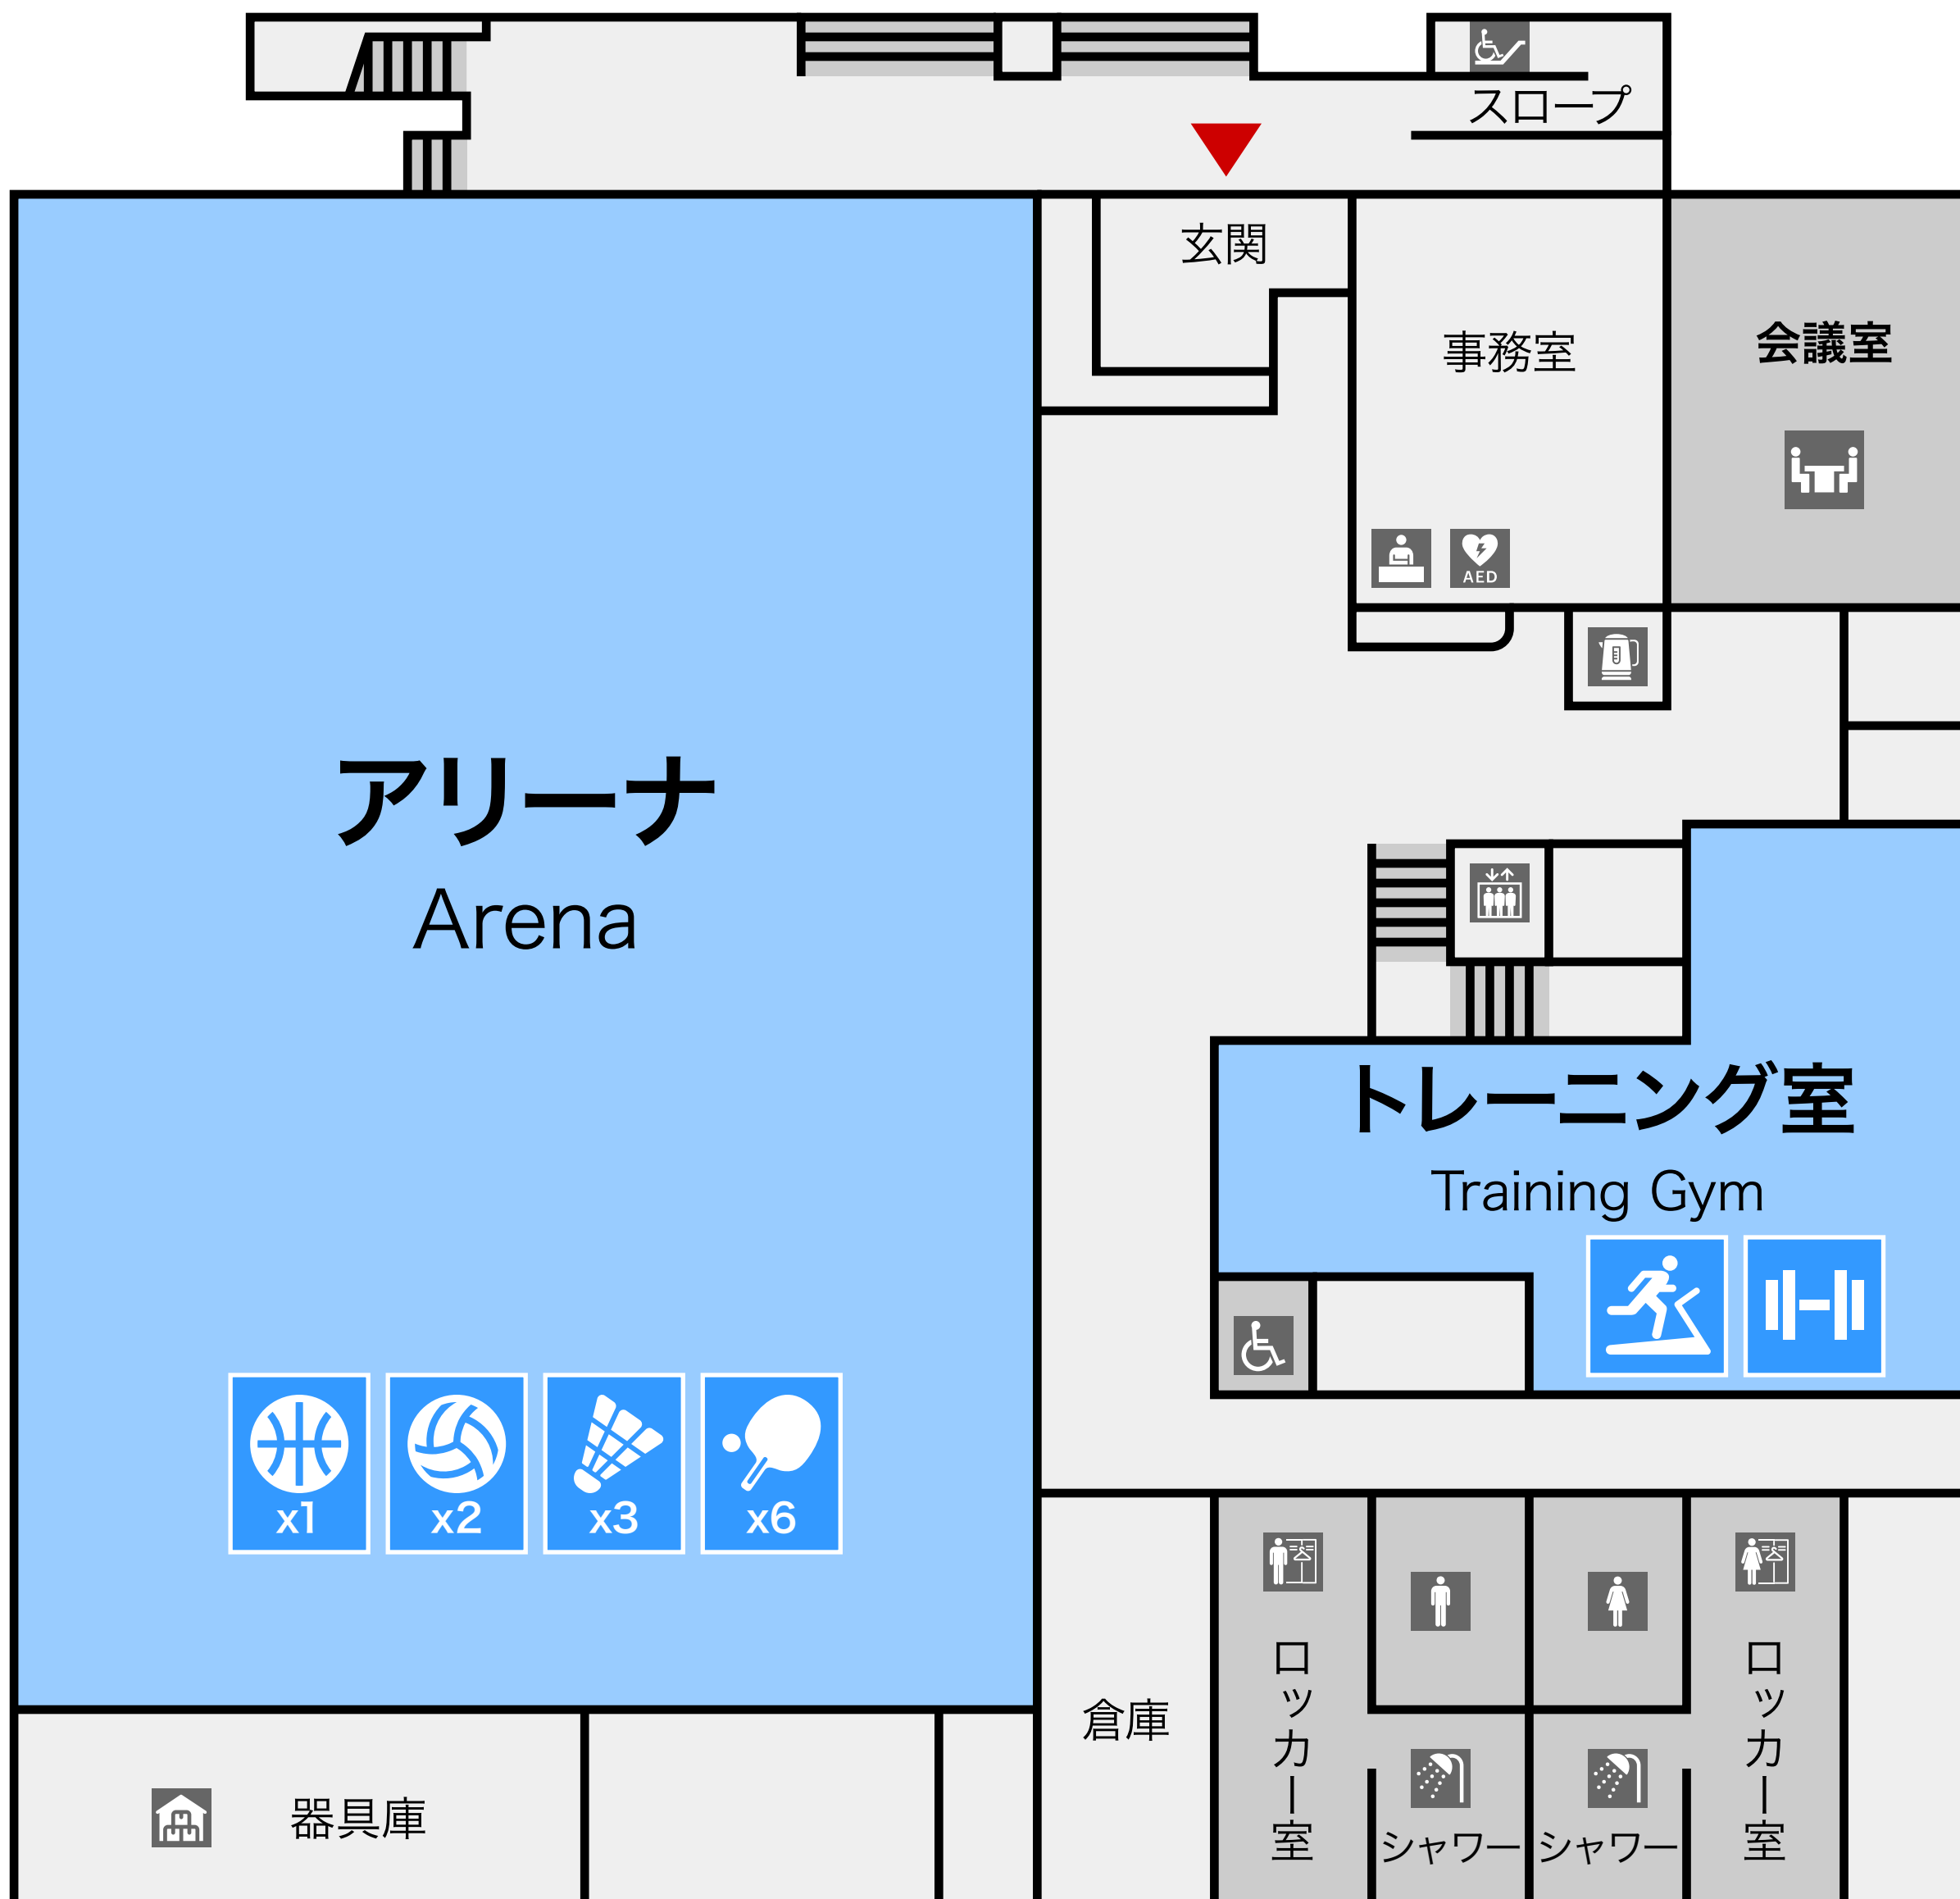 スロープ
玄関
事務室
会議室
AED
アリーナ
Arena
トレーニング室
Training Gym
x1
x2
x3
x6
ロッカー室
ロッカー室
倉庫
器具庫
シャワー
シャワー